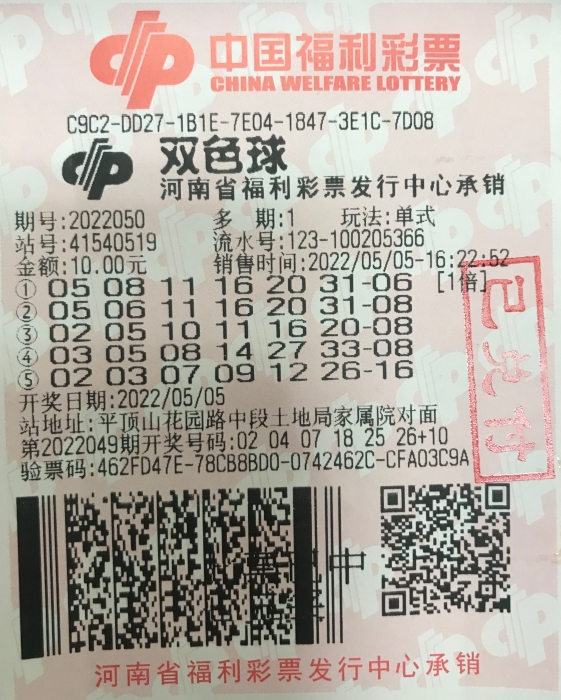 中国福利彩票
CHINA WELFARE LOTTERY
C9C2-DD27-1B1E-7E04-1847-3E1C-7D08
双色球
河南省福利彩票发行中心承销
期号:2022050 多 期:1 玩法:单式
站号:41540519 流水号:123-100205366
金额:10.00元 销售时间:2022/05/05-16:22:52
① 05 08 11 16 20 31-06 [1倍]
② 05 06 11 16 20 31-08
③ 02 05 10 11 16 20-08
④ 03 05 08 14 27 33-08
⑤ 02 03 07 09 12 26-16
已兑付
开奖日期:2022/05/05
站地址:平顶山花园路中段土地局家属院对面
第2022049期开奖号码:02 04 07 18 25 26+10
验票码:462FD47E-78CB8BD0-0742462C-CFA03C9A
河南省福利彩票发行中心承销